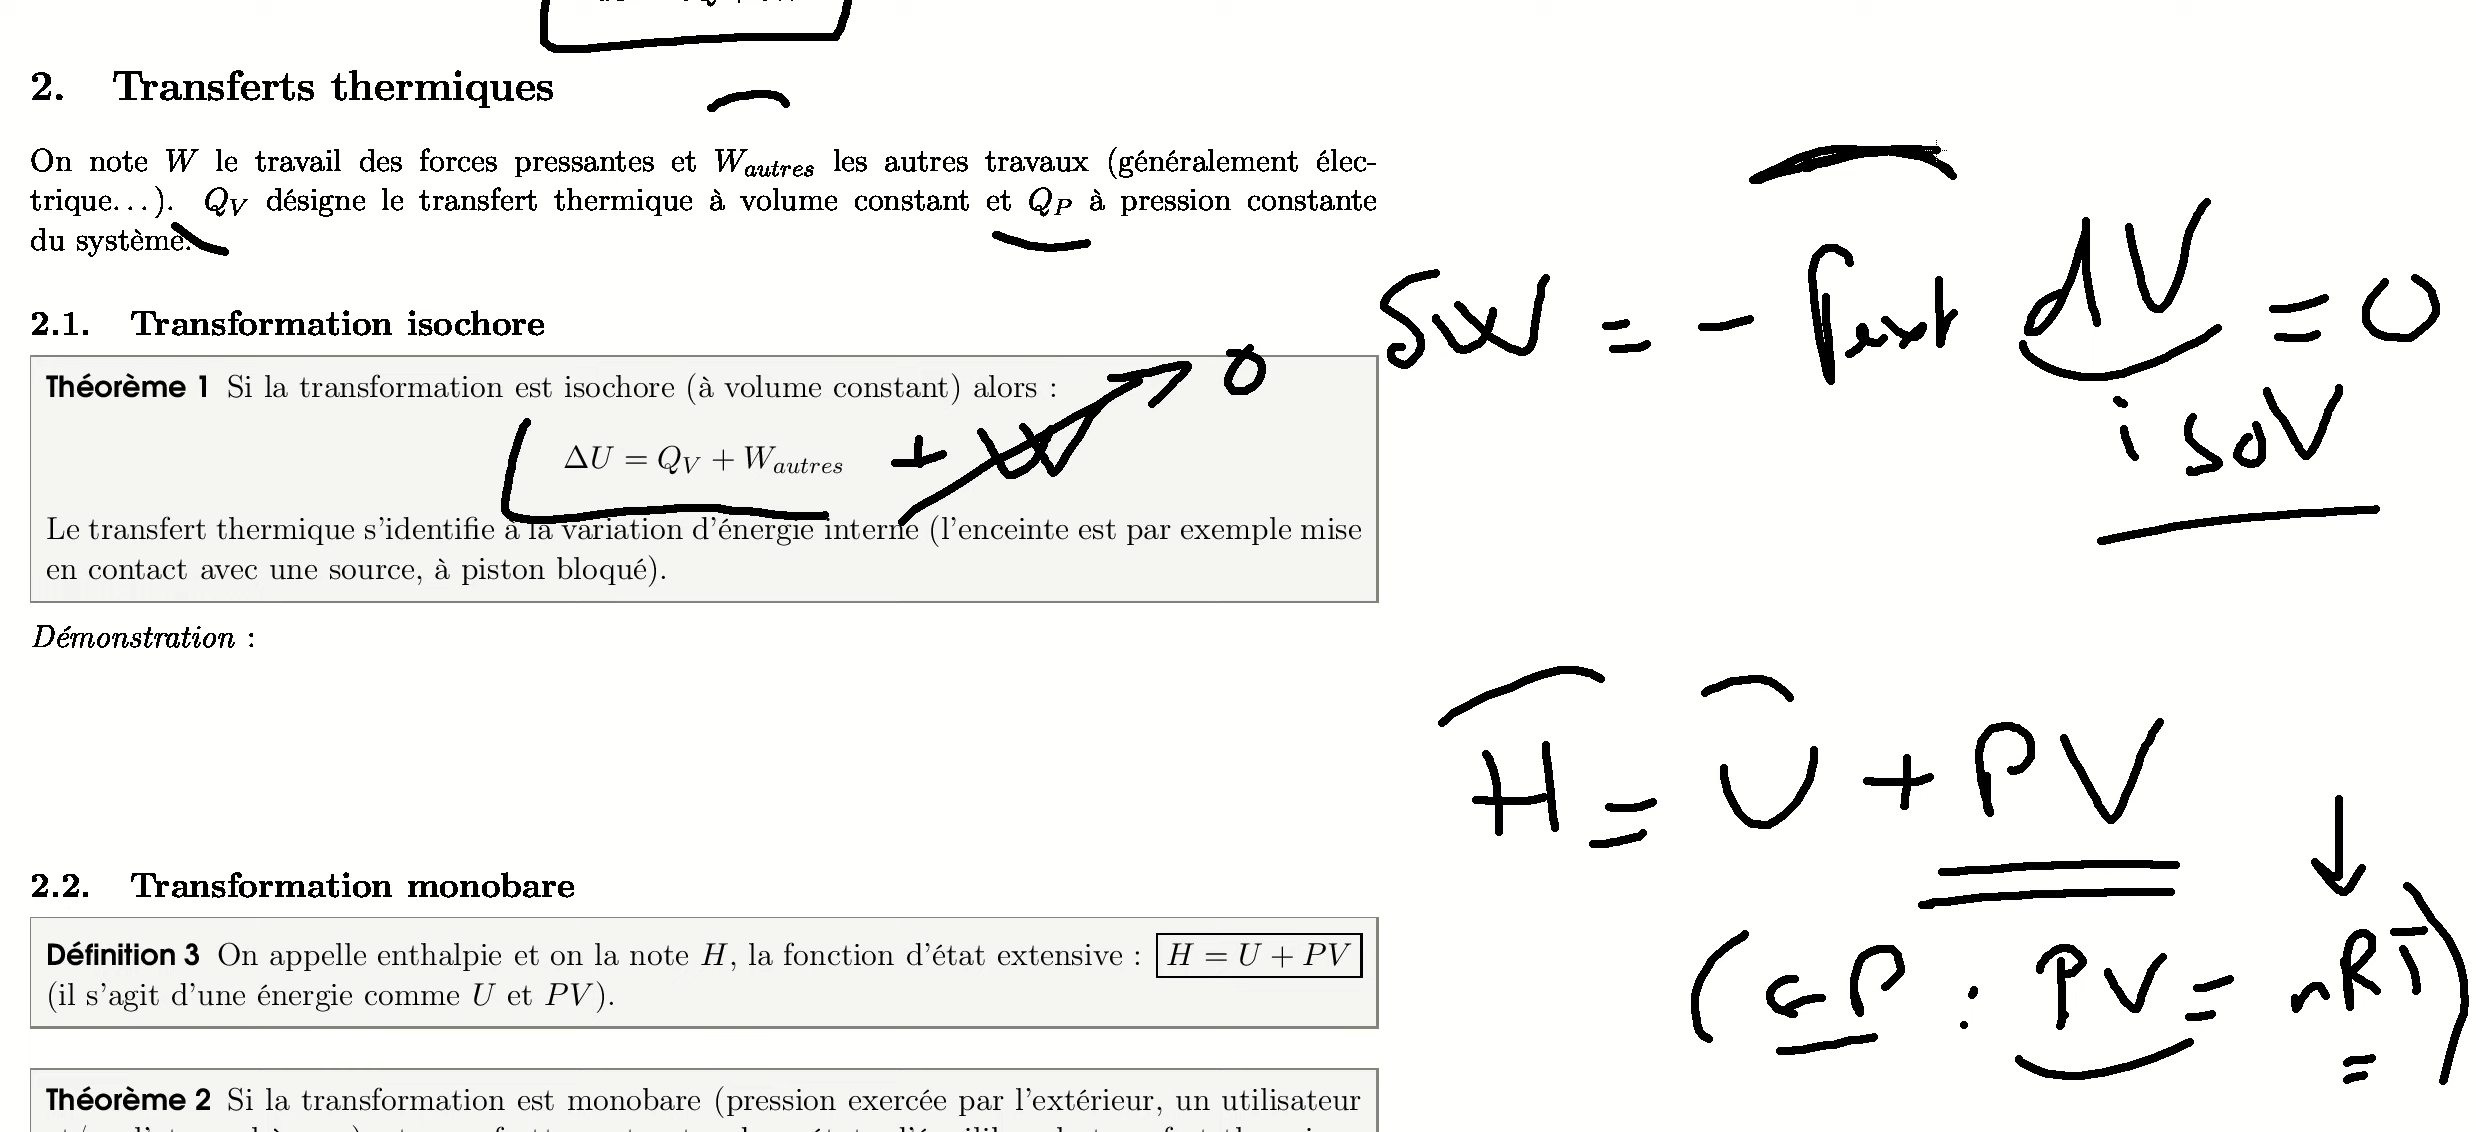 2. Transferts thermiques
On note W le travail des forces pressantes et W_autres les autres travaux (généralement élec-
trique...). Q_V désigne le transfert thermique à volume constant et Q_P à pression constante
du système.
δW = - Pext dV = 0
isoV
2.1. Transformation isochore
Théorème 1 Si la transformation est isochore (à volume constant) alors :
ΔU = Q_V + W_autres + W → 0
Le transfert thermique s'identifie à la variation d'énergie interne (l'enceinte est par exemple mise
en contact avec une source, à piston bloqué).
Démonstration :
H = U + PV
2.2. Transformation monobare
(GP : PV = nRT)
Définition 3 On appelle enthalpie et on la note H, la fonction d'état extensive : H = U + PV
(il s'agit d'une énergie comme U et PV).
Théorème 2 Si la transformation est monobare (pression exercée par l'extérieur, un utilisateur